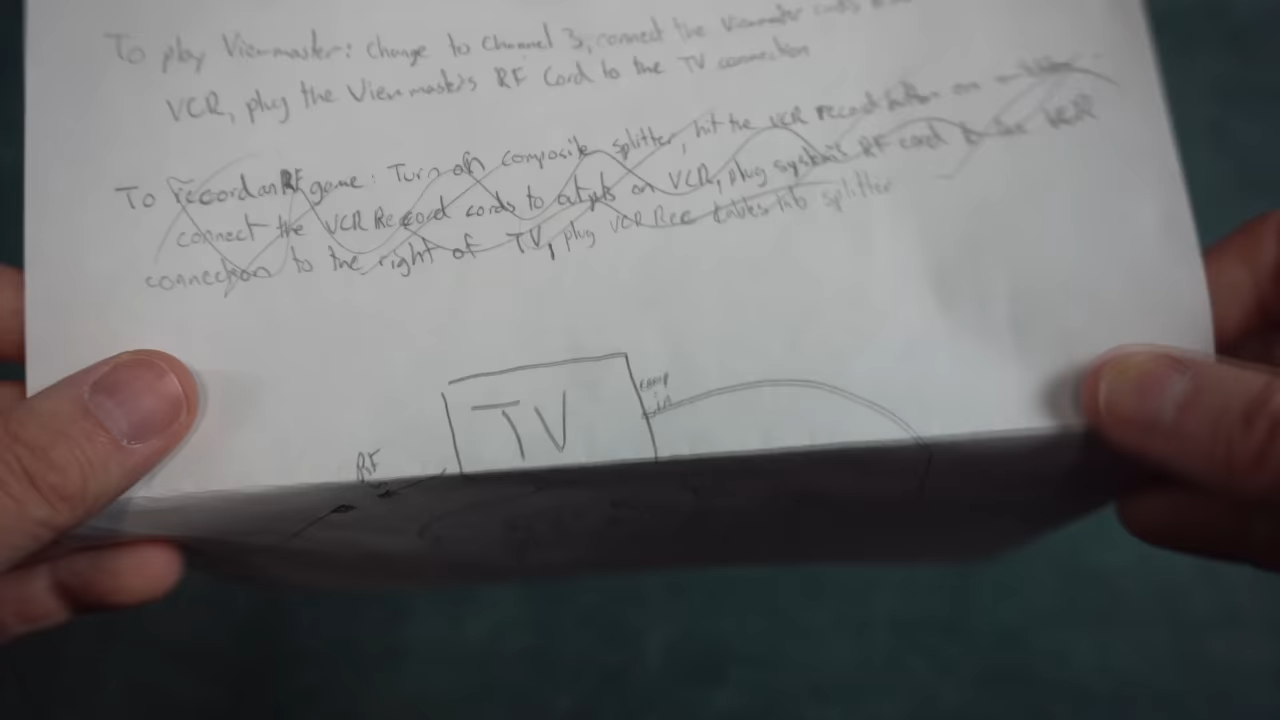 To play Viewmaster: Change to Channel 3, connect the Viewmaster cords
VCR, plug the Viewmaster's RF Cord to the TV connection
To record an RF game: Turn on composite splitter, hit the VCR record button on
connect the VCR Record cords to outputs on VCR, plug system's RF cord to the VCR
connection to the right of TV, plug VCR Rec cables into splitter
comp
in
TV
RF